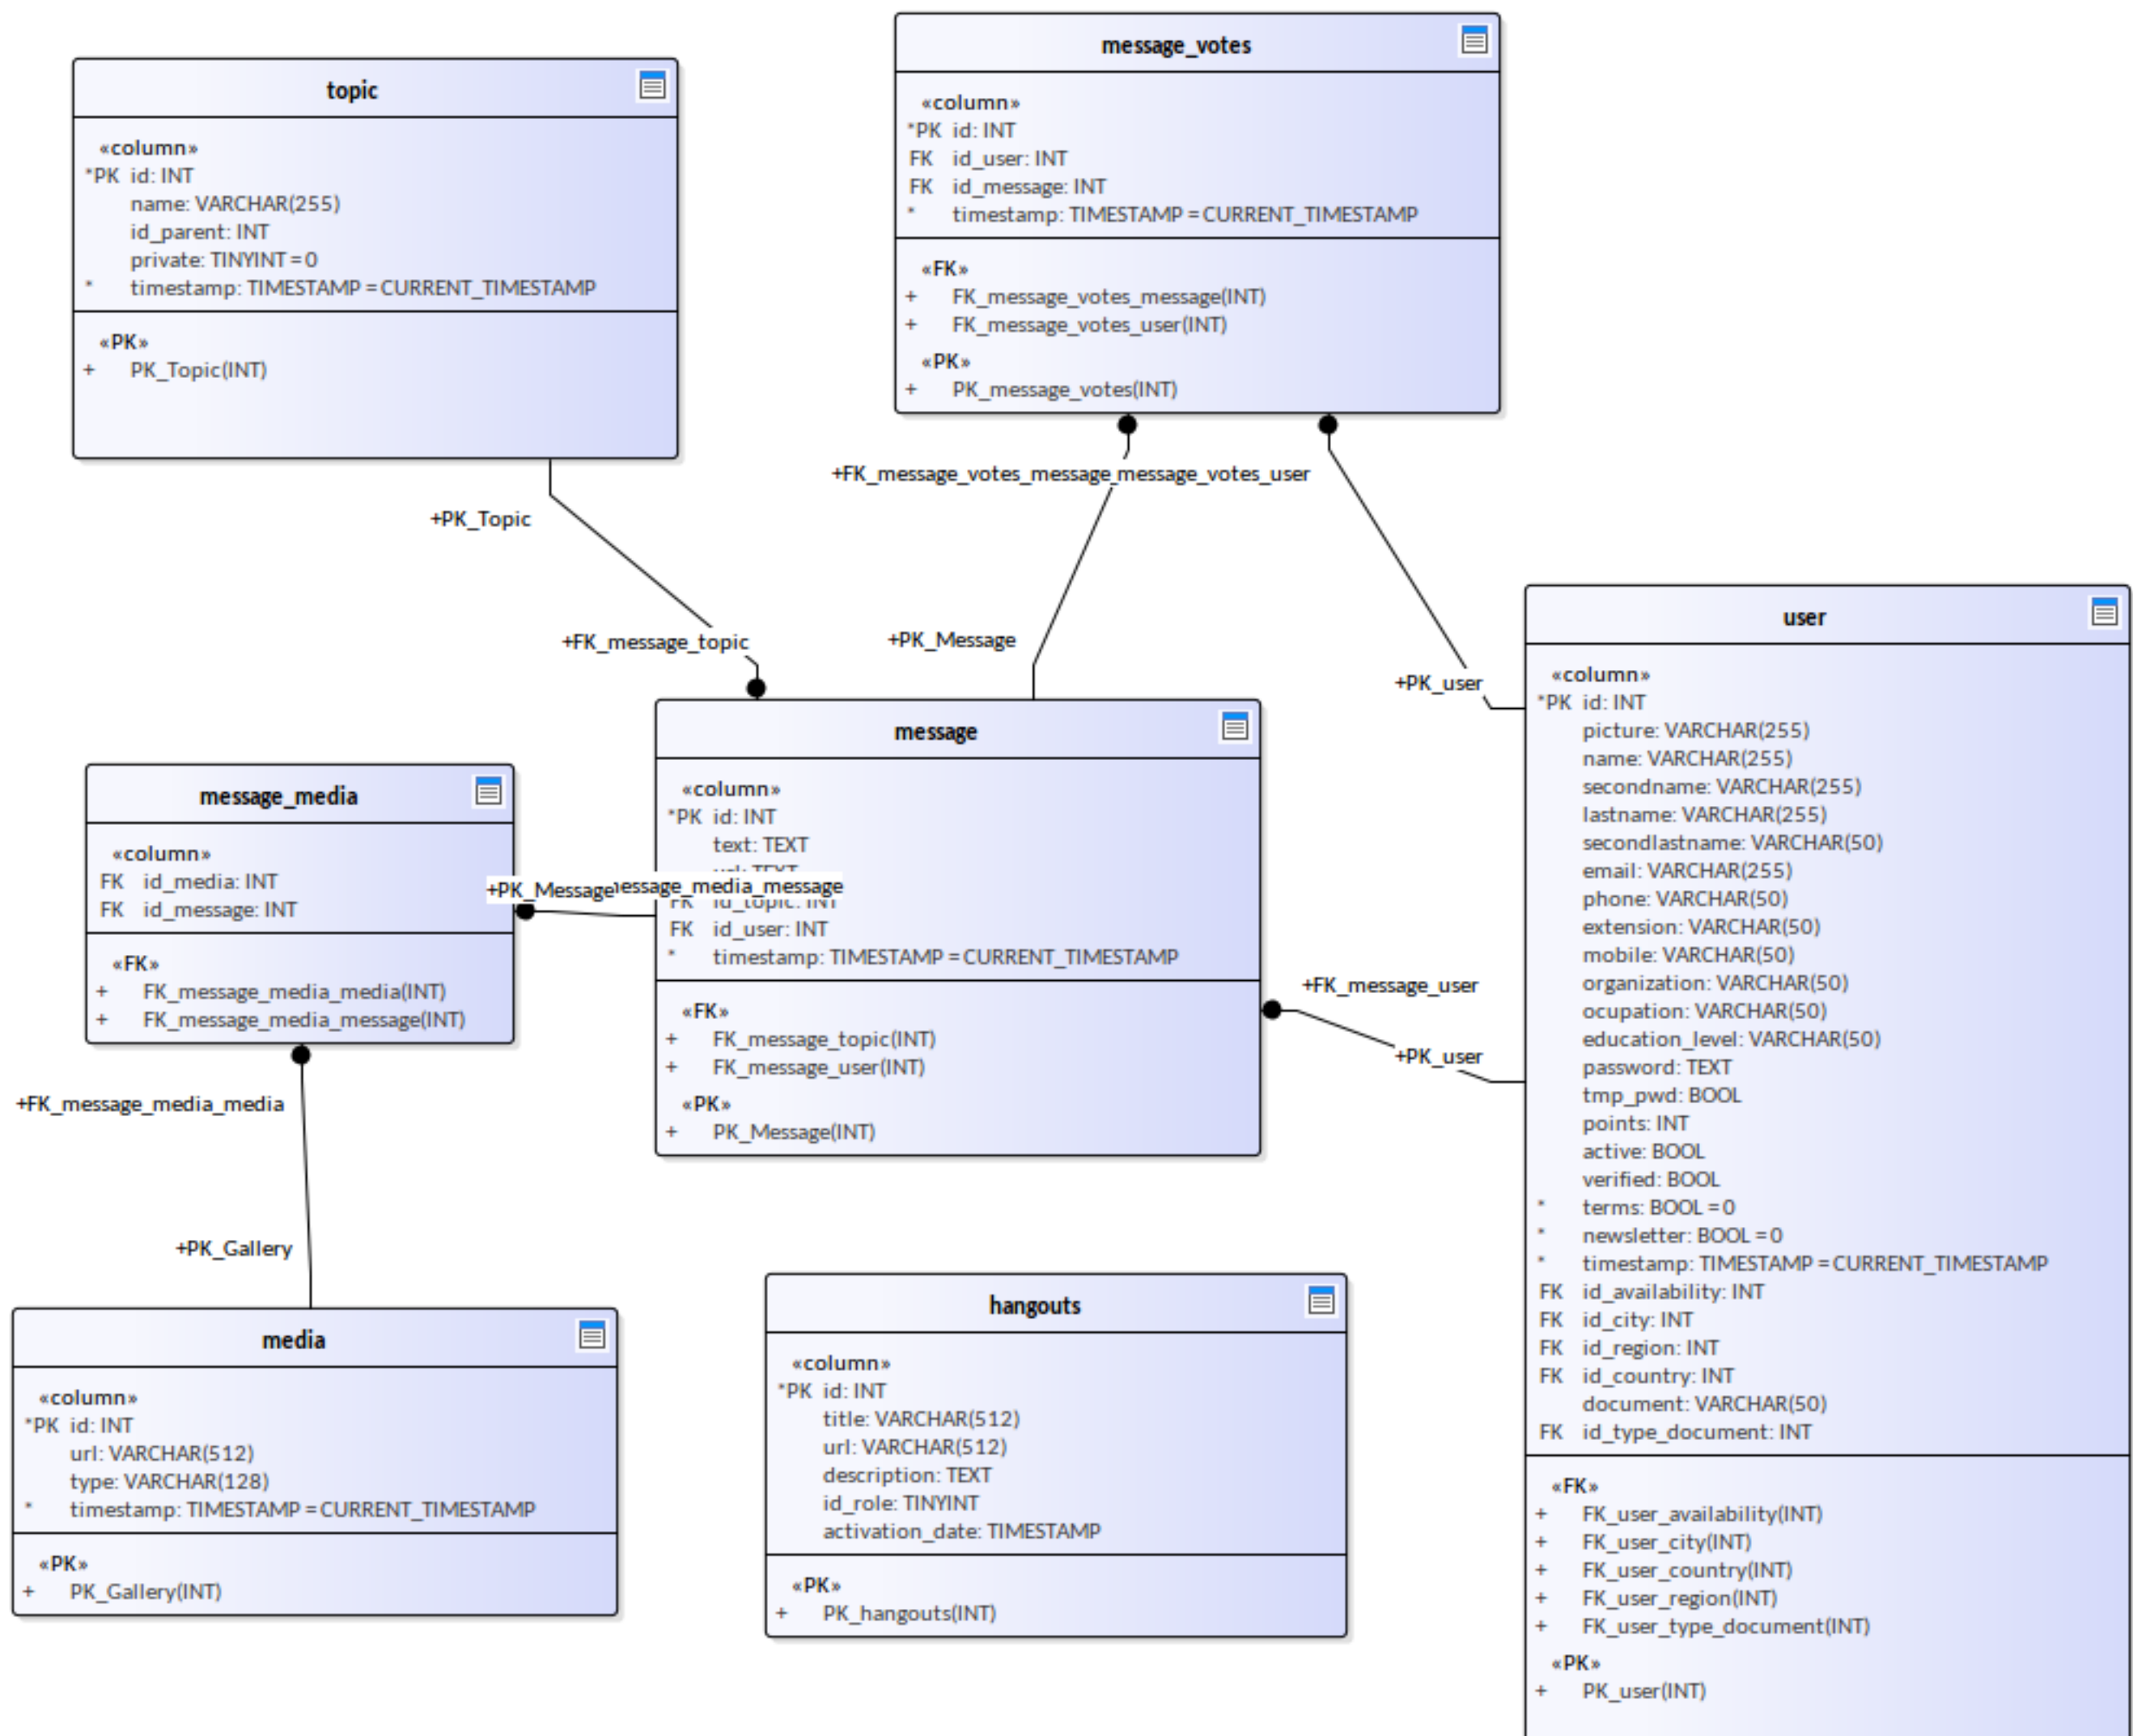 topic
«column»
*PK id: INT
name: VARCHAR(255)
id_parent: INT
private: TINYINT = 0
* timestamp: TIMESTAMP = CURRENT_TIMESTAMP
«PK»
+ PK_Topic(INT)
message_votes
«column»
*PK id: INT
FK id_user: INT
FK id_message: INT
* timestamp: TIMESTAMP = CURRENT_TIMESTAMP
«FK»
+ FK_message_votes_message(INT)
+ FK_message_votes_user(INT)
«PK»
+ PK_message_votes(INT)
+FK_message_votes_message message_votes_user
+PK_Topic
+FK_message_topic
+PK_Message
+PK_user
message_media
«column»
FK id_media: INT
FK id_message: INT
«FK»
+ FK_message_media_media(INT)
+ FK_message_media_message(INT)
+PK_Message essage_media_message
message
«column»
*PK id: INT
text: TEXT
TEXT
FK id_topic: INT
FK id_user: INT
* timestamp: TIMESTAMP = CURRENT_TIMESTAMP
«FK»
+ FK_message_topic(INT)
+ FK_message_user(INT)
«PK»
+ PK_Message(INT)
+FK_message_user
+PK_user
+FK_message_media_media
+PK_Gallery
media
«column»
*PK id: INT
url: VARCHAR(512)
type: VARCHAR(128)
* timestamp: TIMESTAMP = CURRENT_TIMESTAMP
«PK»
+ PK_Gallery(INT)
hangouts
«column»
*PK id: INT
title: VARCHAR(512)
url: VARCHAR(512)
description: TEXT
id_role: TINYINT
activation_date: TIMESTAMP
«PK»
+ PK_hangouts(INT)
user
«column»
*PK id: INT
picture: VARCHAR(255)
name: VARCHAR(255)
secondname: VARCHAR(255)
lastname: VARCHAR(255)
secondlastname: VARCHAR(50)
email: VARCHAR(255)
phone: VARCHAR(50)
extension: VARCHAR(50)
mobile: VARCHAR(50)
organization: VARCHAR(50)
ocupation: VARCHAR(50)
education_level: VARCHAR(50)
password: TEXT
tmp_pwd: BOOL
points: INT
active: BOOL
verified: BOOL
* terms: BOOL = 0
* newsletter: BOOL = 0
* timestamp: TIMESTAMP = CURRENT_TIMESTAMP
FK id_availability: INT
FK id_city: INT
FK id_region: INT
FK id_country: INT
document: VARCHAR(50)
FK id_type_document: INT
«FK»
+ FK_user_availability(INT)
+ FK_user_city(INT)
+ FK_user_country(INT)
+ FK_user_region(INT)
+ FK_user_type_document(INT)
«PK»
+ PK_user(INT)